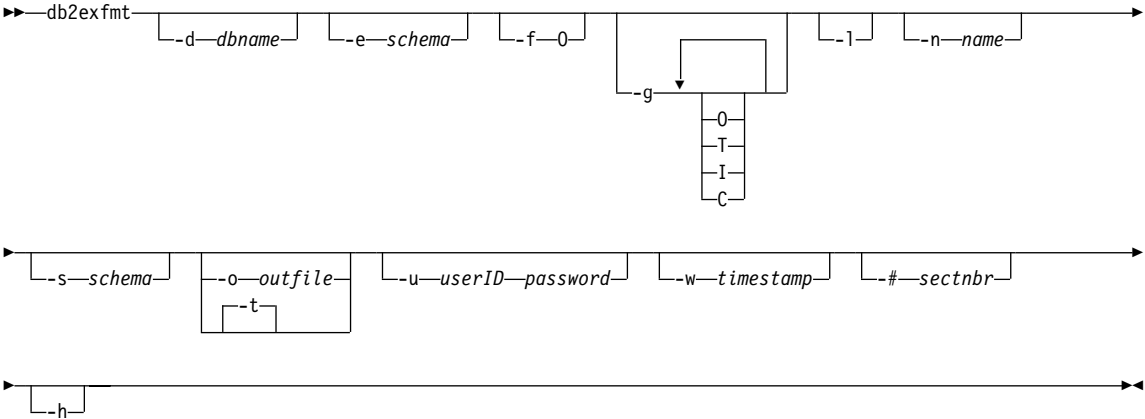 db2exfmt -d dbname -e schema -f O -g -l -n name
O
T
I
C
-s schema -o outfile -u userID password -w timestamp -# sectnbr
-t
-h